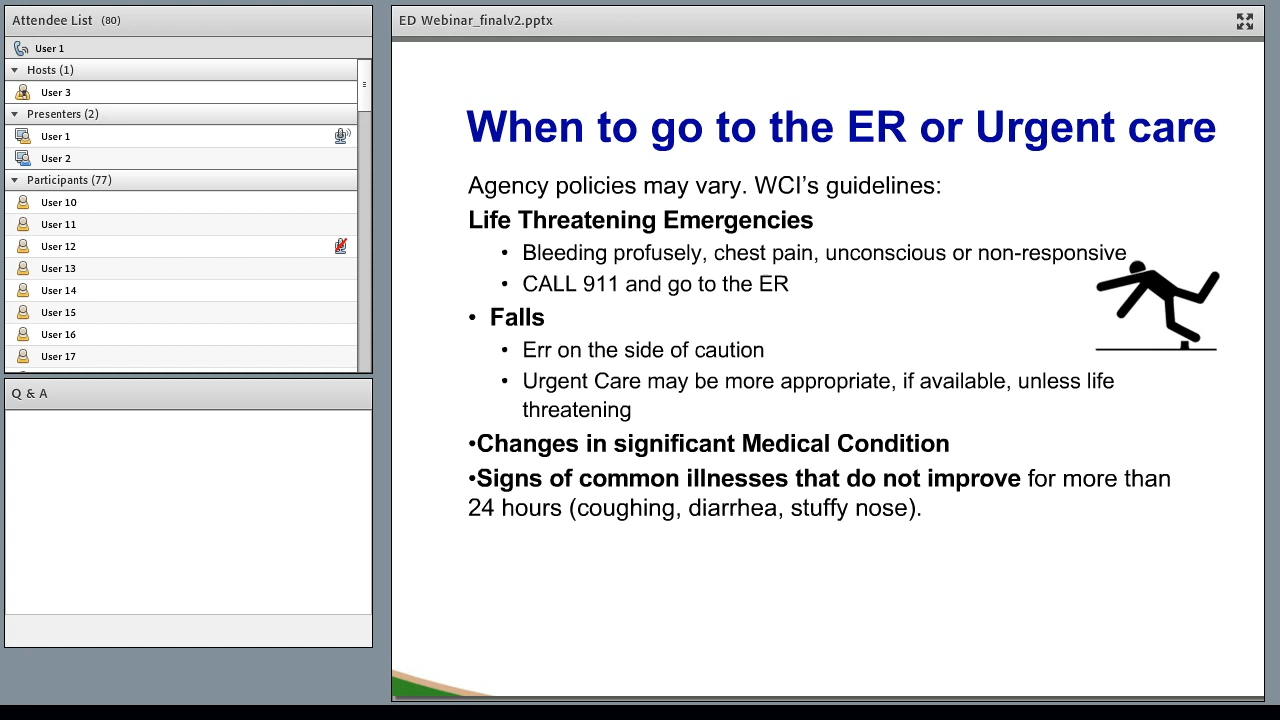 Attendee List (80)
User 1
Hosts (1)
User 3
Presenters (2)
User 1
User 2
Participants (77)
User 10
User 11
User 12
User 13
User 14
User 15
User 16
User 17
Q & A
ED Webinar_finalv2.pptx
When to go to the ER or Urgent care
Agency policies may vary. WCI's guidelines:
Life Threatening Emergencies
• Bleeding profusely, chest pain, unconscious or non-responsive
• CALL 911 and go to the ER
• Falls
• Err on the side of caution
• Urgent Care may be more appropriate, if available, unless life
threatening
•Changes in significant Medical Condition
•Signs of common illnesses that do not improve for more than
24 hours (coughing, diarrhea, stuffy nose).